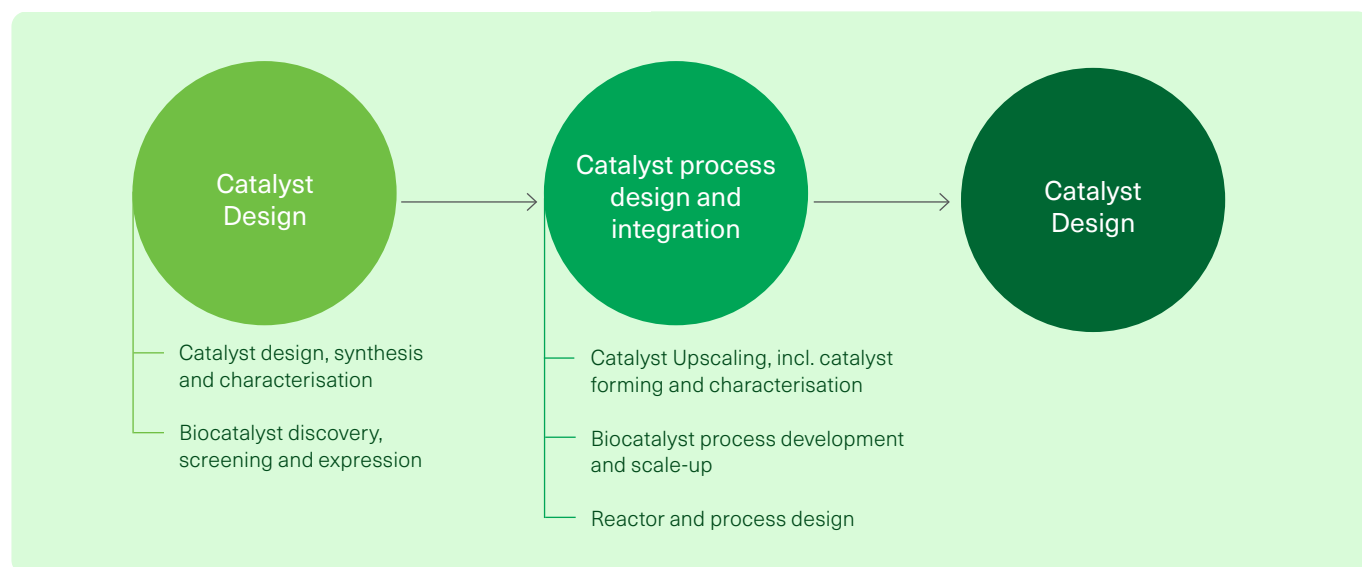 Catalyst
Design
Catalyst design, synthesis
and characterisation
Biocatalyst discovery,
screening and expression
Catalyst process
design and
integration
Catalyst Upscaling, incl. catalyst
forming and characterisation
Biocatalyst process development
and scale-up
Reactor and process design
Catalyst
Design